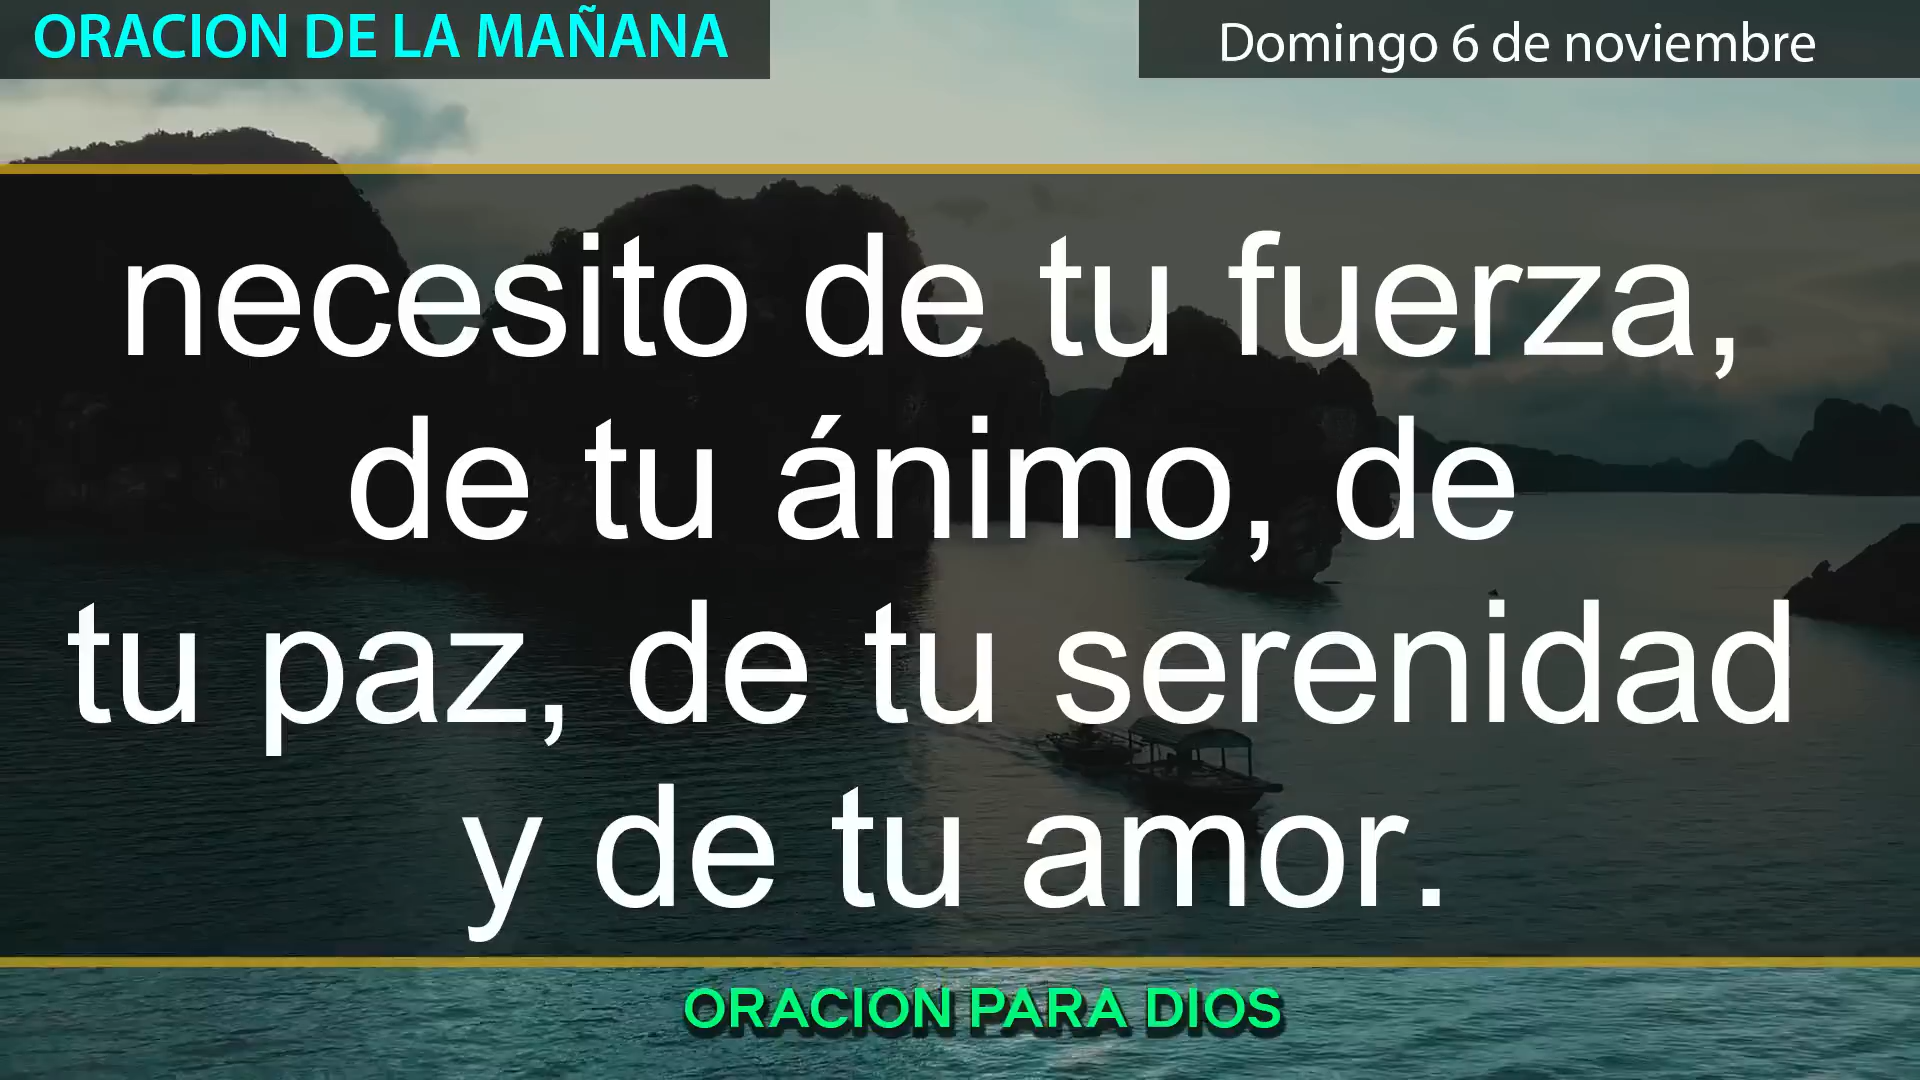 ORACION DE LA MAÑANA
Domingo 6 de noviembre
necesito de tu fuerza,
de tu ánimo, de
tu paz, de tu serenidad
y de tu amor.
ORACION PARA DIOS